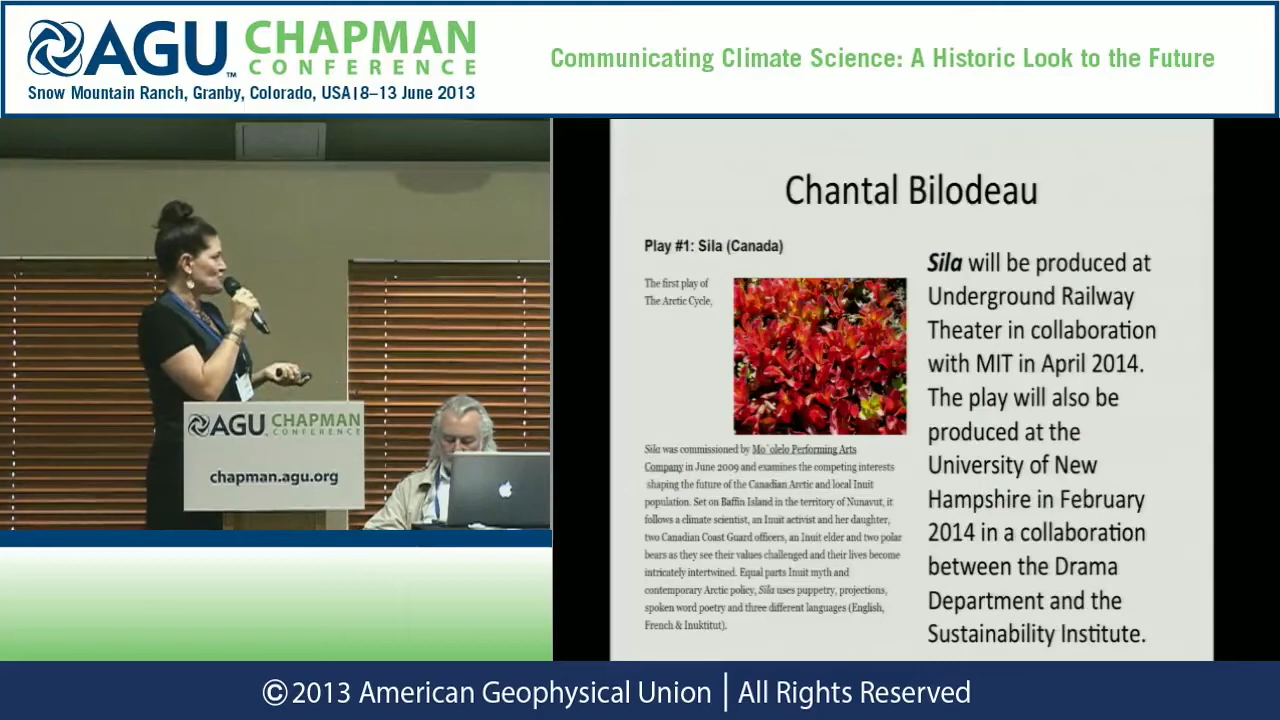 AGU CHAPMAN
™ CONFERENCE
Snow Mountain Ranch, Granby, Colorado, USA|8–13 June 2013
Communicating Climate Science: A Historic Look to the Future
AGU CHAPMAN
CONFERENCE
chapman.agu.org
Chantal Bilodeau
Play #1: Sila (Canada)
The first play of
The Arctic Cycle,
Sila was commissioned by Mo`olelo Performing Arts
Company in June 2009 and examines the competing interests
shaping the future of the Canadian Arctic and local Inuit
population. Set on Baffin Island in the territory of Nunavut, it
follows a climate scientist, an Inuit activist and her daughter,
two Canadian Coast Guard officers, an Inuit elder and two polar
bears as they see their values challenged and their lives become
intricately intertwined. Equal parts Inuit myth and
contemporary Arctic policy, Sila uses puppetry, projections,
spoken word poetry and three different languages (English,
French & Inuktitut).
Sila will be produced at
Underground Railway
Theater in collaboration
with MIT in April 2014.
The play will also be
produced at the
University of New
Hampshire in February
2014 in a collaboration
between the Drama
Department and the
Sustainability Institute.
©2013 American Geophysical Union | All Rights Reserved